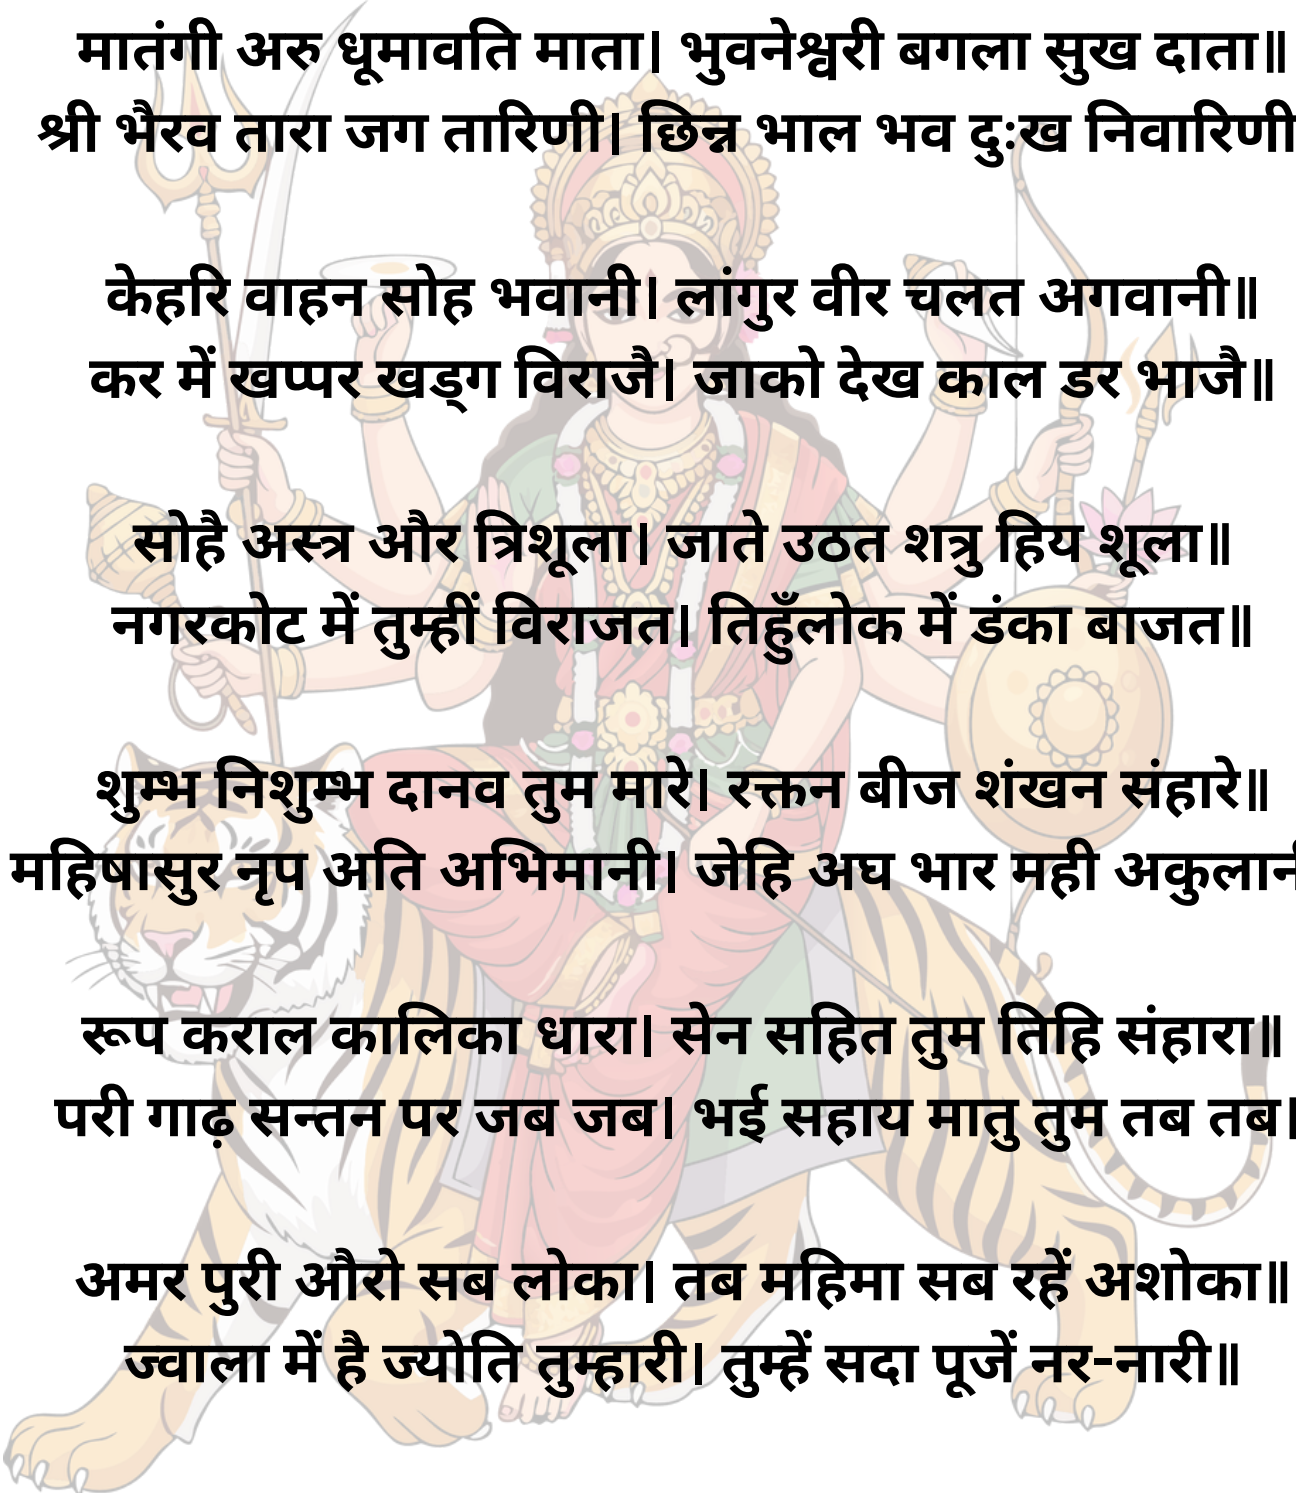 मातंगी अरु धूमावति माता। भुवनेश्वरी बगला सुख दाता॥
श्री भैरव तारा जग तारिणी। छिन्न भाल भव दुःख निवारिणी
केहरि वाहन सोह भवानी। लांगुर वीर चलत अगवानी॥
कर में खप्पर खड्ग विराजै। जाको देख काल डर भाजै॥
सोहै अस्त्र और त्रिशूला। जाते उठत शत्रु हिय शूला॥
नगरकोट में तुम्हीं विराजत। तिहुँलोक में डंका बाजत॥
शुम्भ निशुम्भ दानव तुम मारे। रक्तन बीज शंखन संहारे॥
महिषासुर नृप अति अभिमानी। जेहि अघ भार मही अकुलानी
रूप कराल कालिका धारा। सेन सहित तुम तिहि संहारा॥
परी गाढ़ सन्तन पर जब जब। भई सहाय मातु तुम तब तब।
अमर पुरी औरो सब लोका। तब महिमा सब रहें अशोका॥
ज्वाला में है ज्योति तुम्हारी। तुम्हें सदा पूजें नर-नारी॥